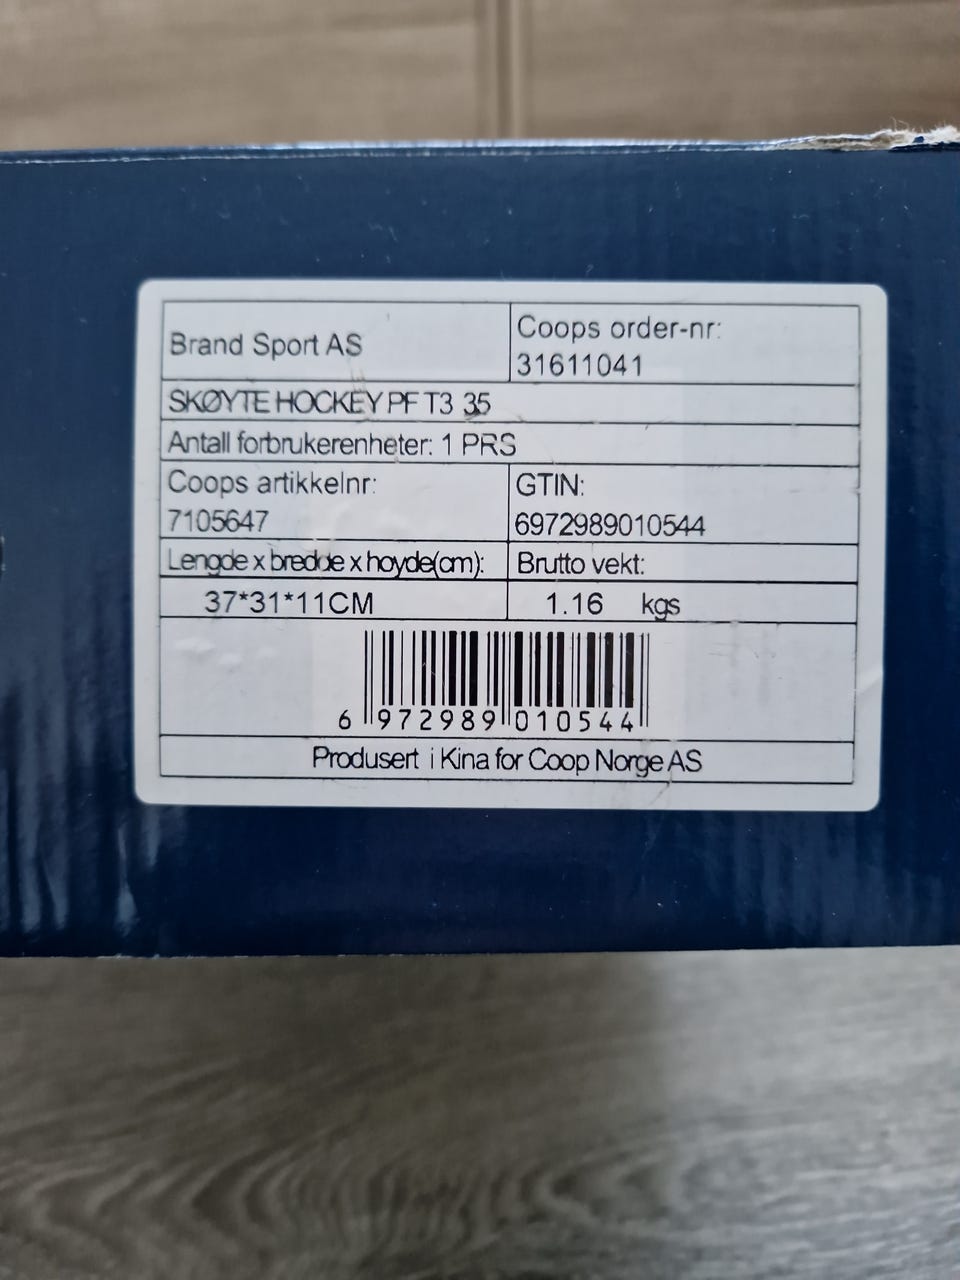 Brand Sport AS
Coops order-nr:
31611041
SKØYTE HOCKEY PF T3 35
Antall forbrukerenheter: 1 PRS
Coops artikkelnr:
7105647
GTIN:
6972989010544
Lengde x bredde x hoyde(cm):
Brutto vekt:
37*31*11CM
1.16 kgs
6 972989 010544
Produsert i Kina for Coop Norge AS